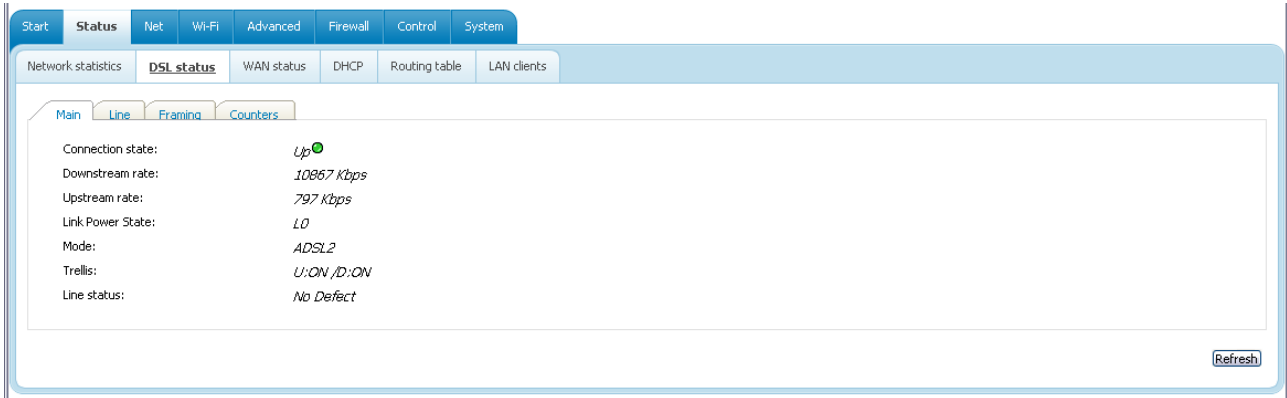 Start Status Net Wi-Fi Advanced Firewall Control System
Network statistics DSL status WAN status DHCP Routing table LAN clients
Main Line Framing Counters
Connection state: Up
Downstream rate: 10867 Kbps
Upstream rate: 797 Kbps
Link Power State: L0
Mode: ADSL2
Trellis: U:ON /D:ON
Line status: No Defect
Refresh